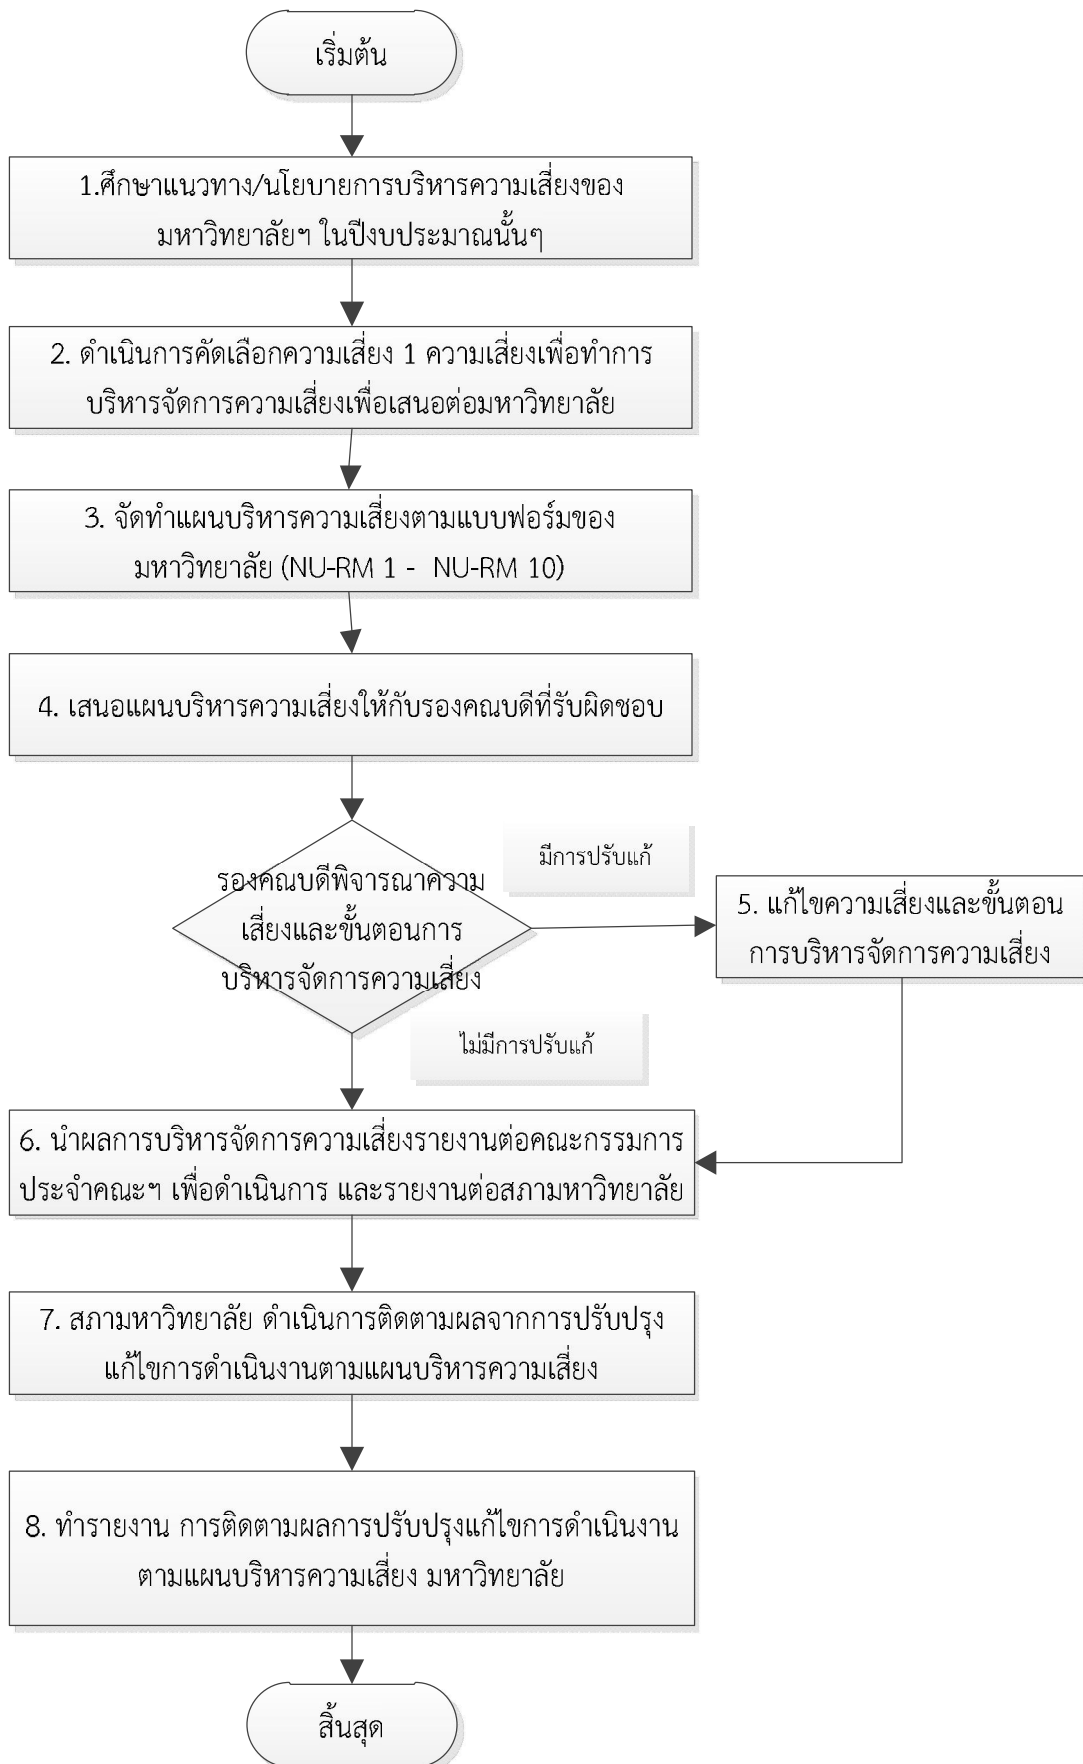 เริ่มต้น
1.ศึกษาแนวทาง/นโยบายการบริหารความเสี่ยงของ
มหาวิทยาลัยฯ ในปีงบประมาณนั้นๆ
2. ดำเนินการคัดเลือกความเสี่ยง 1 ความเสี่ยงเพื่อทำการ
บริหารจัดการความเสี่ยงเพื่อเสนอต่อมหาวิทยาลัย
3. จัดทำแผนบริหารความเสี่ยงตามแบบฟอร์มของ
มหาวิทยาลัย (NU-RM 1 - NU-RM 10)
4. เสนอแผนบริหารความเสี่ยงให้กับรองคณบดีที่รับผิดชอบ
รองคณบดีพิจารณาความ
เสี่ยงและขั้นตอนการ
บริหารจัดการความเสี่ยง
มีการปรับแก้
5. แก้ไขความเสี่ยงและขั้นตอน
การบริหารจัดการความเสี่ยง
ไม่มีการปรับแก้
6. นำผลการบริหารจัดการความเสี่ยงรายงานต่อคณะกรรมการ
ประจำคณะฯ เพื่อดำเนินการ และรายงานต่อสภามหาวิทยาลัย
7. สภามหาวิทยาลัย ดำเนินการติดตามผลจากการปรับปรุง
แก้ไขการดำเนินงานตามแผนบริหารความเสี่ยง
8. ทำรายงาน การติดตามผลการปรับปรุงแก้ไขการดำเนินงาน
ตามแผนบริหารความเสี่ยง มหาวิทยาลัย
สิ้นสุด